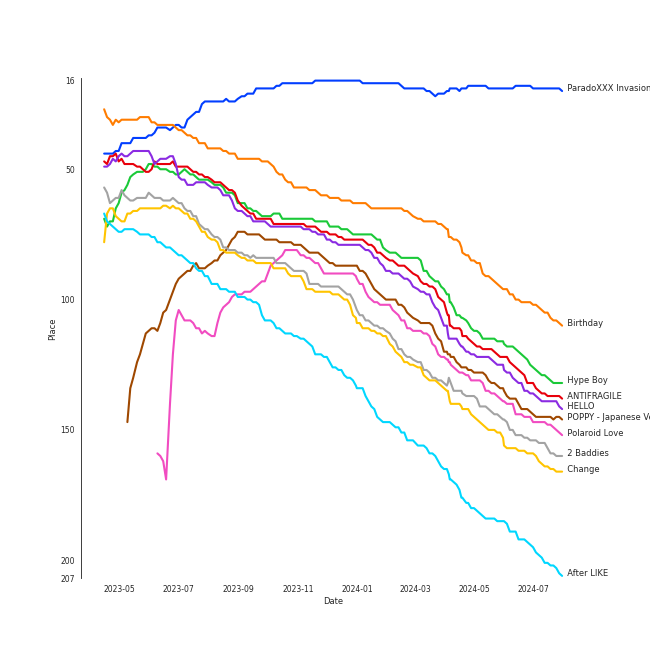 16
50
100
150
200
207
Place
2023-05
2023-07
2023-09
2023-11
2024-01
2024-03
2024-05
2024-07
Date
ParadoXXX Invasion
Birthday
Hype Boy
ANTIFRAGILE
HELLO
POPPY - Japanese Ve
Polaroid Love
2 Baddies
Change
After LIKE